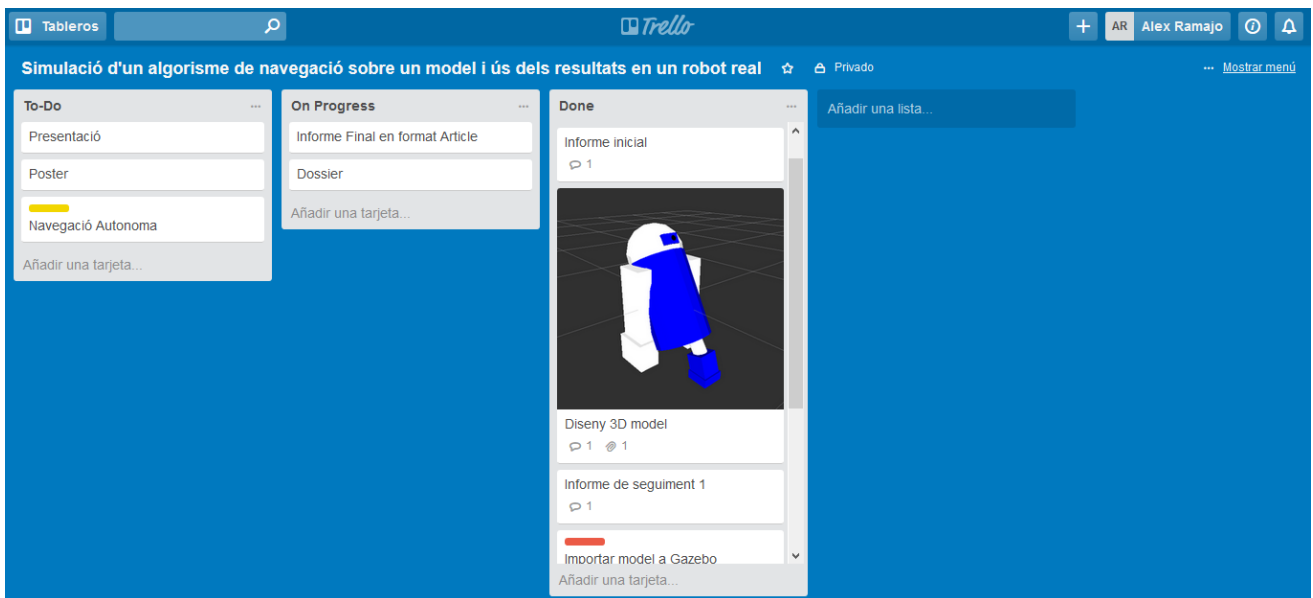 Tableros
Trello
AR Alex Ramajo
Simulació d'un algorisme de navegació sobre un model i ús dels resultats en un robot real
Privado
... Mostrar menú
To-Do ...
Presentació
Poster
Navegació Autonoma
Añadir una tarjeta...
On Progress ...
Informe Final en format Article
Dossier
Añadir una tarjeta...
Done ...
Informe inicial
1
Diseny 3D model
1 1
Informe de seguiment 1
1
Importar model a Gazebo
Añadir una tarjeta...
Añadir una lista...